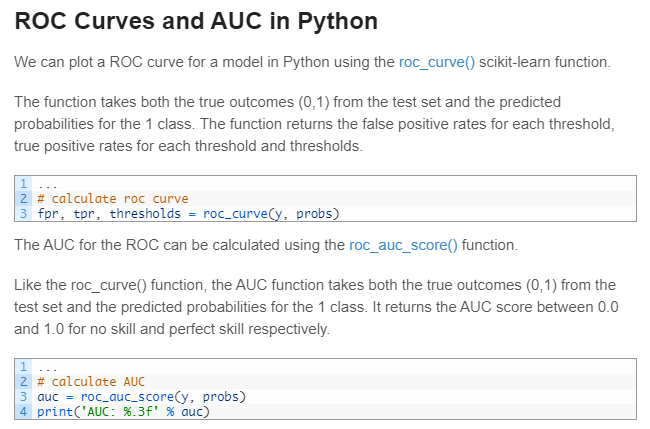 ROC Curves and AUC in Python
We can plot a ROC curve for a model in Python using the roc_curve() scikit-learn function.
The function takes both the true outcomes (0,1) from the test set and the predicted
probabilities for the 1 class. The function returns the false positive rates for each threshold,
true positive rates for each threshold and thresholds.
1 ...
2 # calculate roc curve
3 fpr, tpr, thresholds = roc_curve(y, probs)
The AUC for the ROC can be calculated using the roc_auc_score() function.
Like the roc_curve() function, the AUC function takes both the true outcomes (0,1) from the
test set and the predicted probabilities for the 1 class. It returns the AUC score between 0.0
and 1.0 for no skill and perfect skill respectively.
1 ...
2 # calculate AUC
3 auc = roc_auc_score(y, probs)
4 print('AUC: %.3f' % auc)